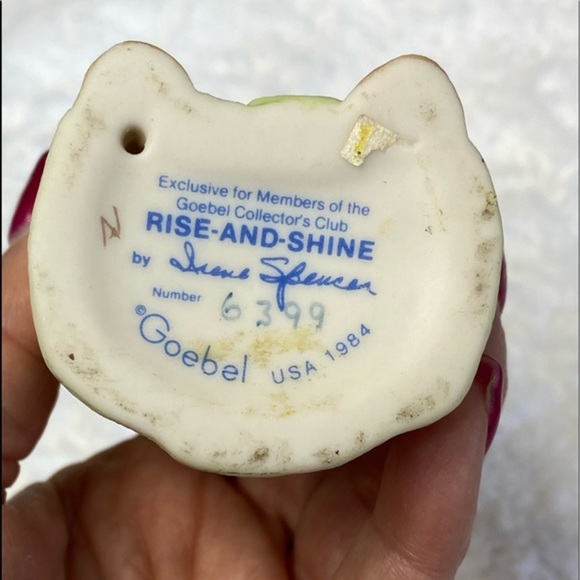 Exclusive for Members of the
Goebel Collector's Club
RISE-AND-SHINE
by Irene Spencer
Number 6399
© Goebel USA 1984